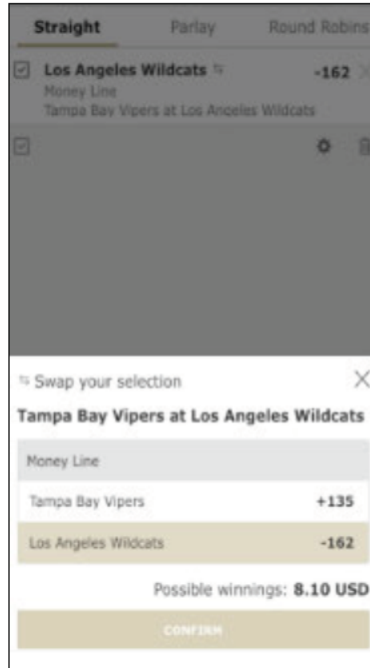 Straight Parlay Round Robins
Los Angeles Wildcats -162
Money Line
Tampa Bay Vipers at Los Angeles Wildcats
Swap your selection
Tampa Bay Vipers at Los Angeles Wildcats
Money Line
Tampa Bay Vipers +135
Los Angeles Wildcats -162
Possible winnings: 8.10 USD
CONFIRM